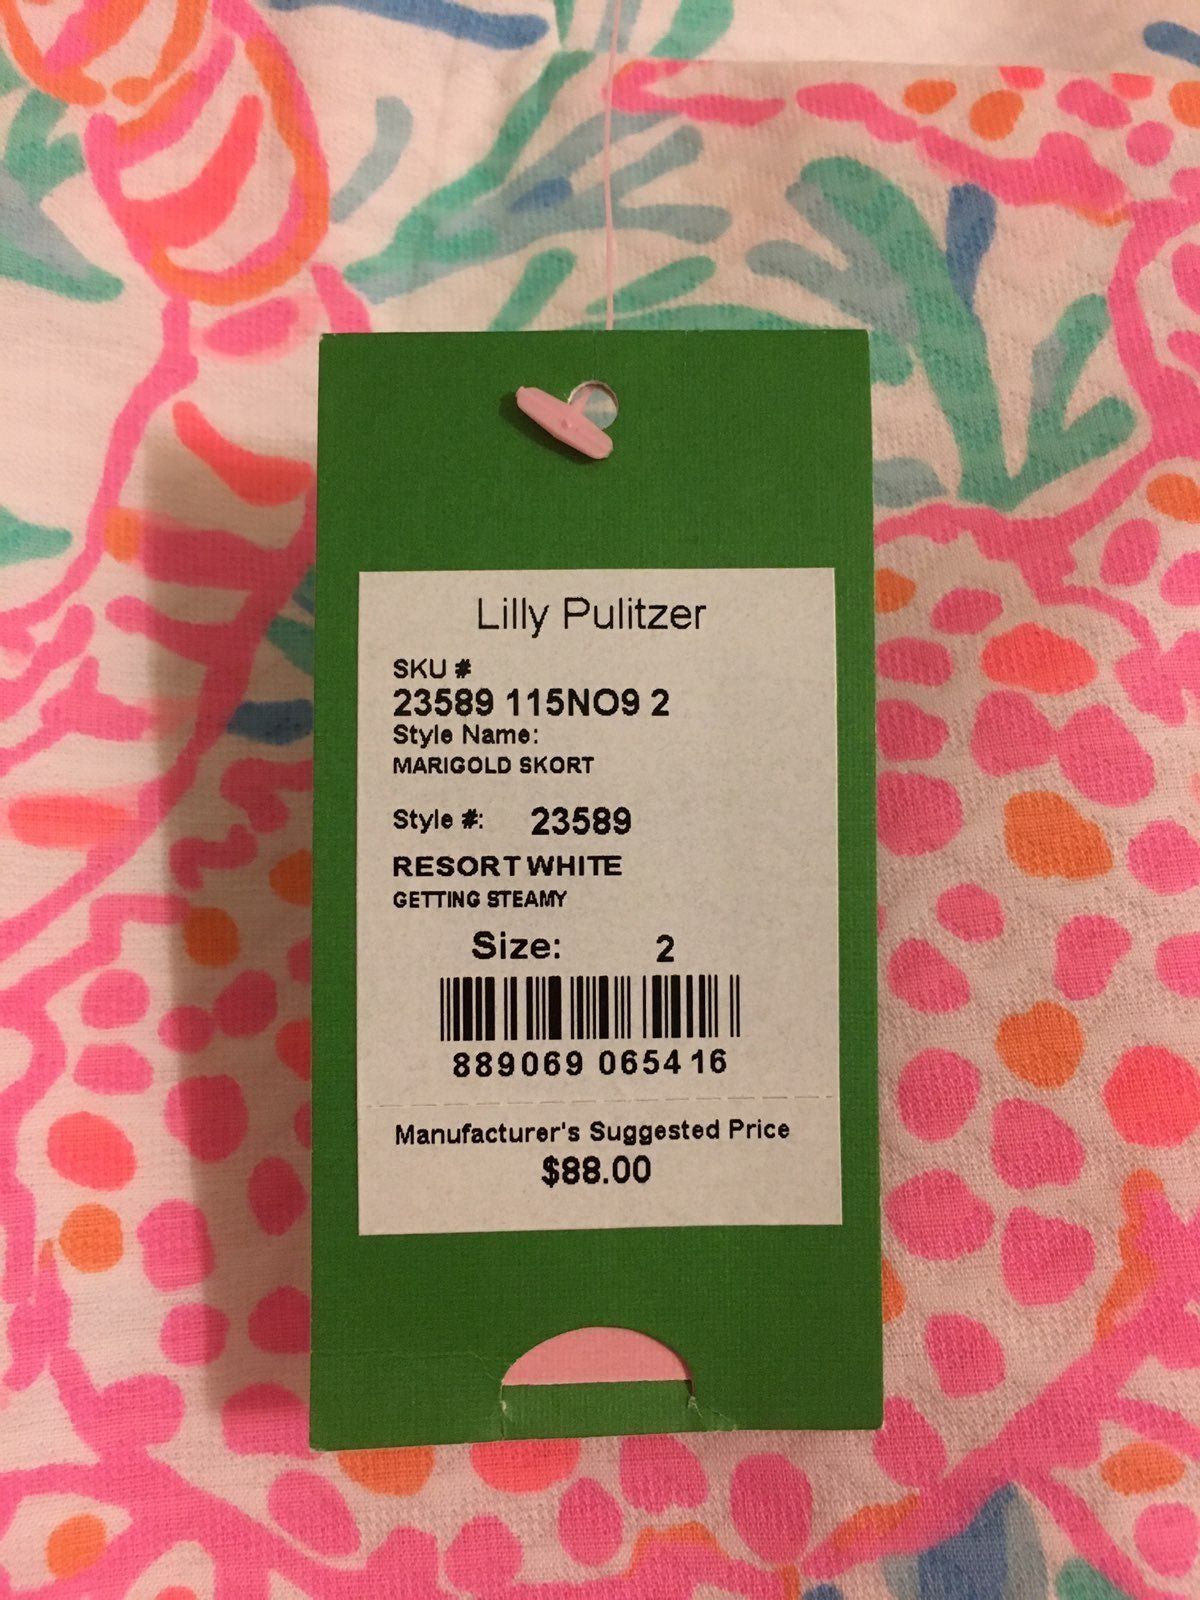 Lilly Pulitzer
SKU #
23589 115NO9 2
Style Name:
MARIGOLD SKORT
Style #: 23589
RESORT WHITE
GETTING STEAMY
Size: 2
889069 065416
Manufacturer's Suggested Price
$88.00